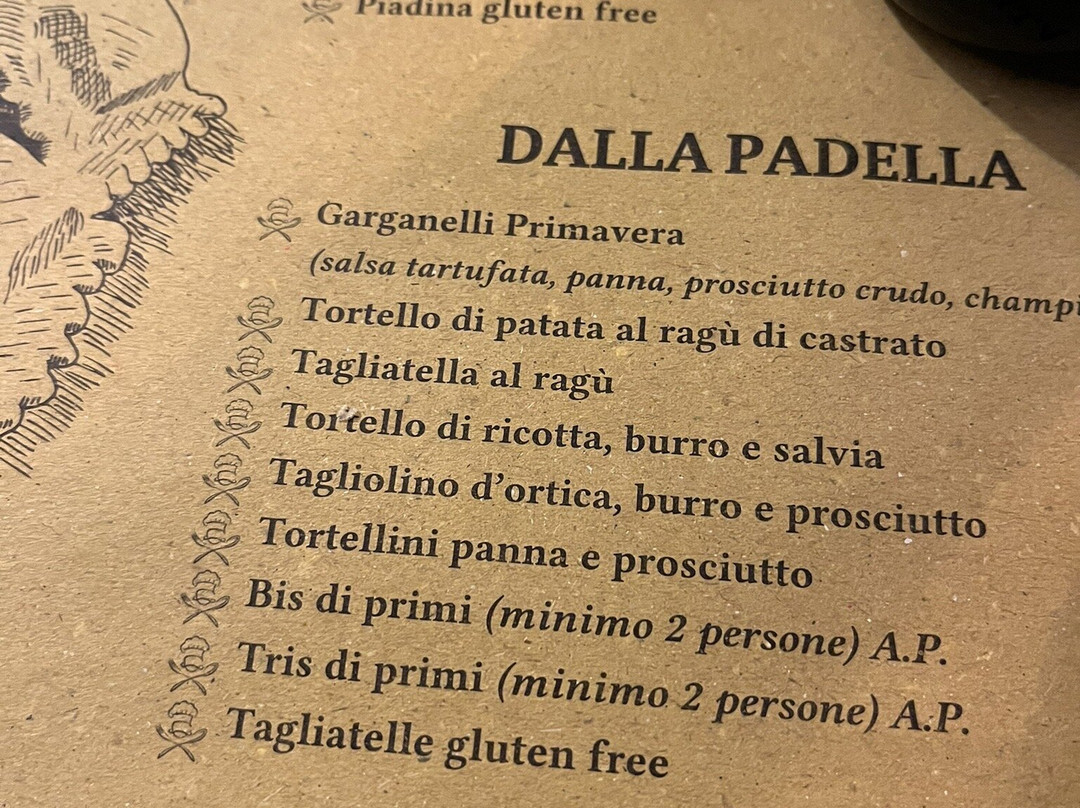 Piadina gluten free
DALLA PADELLA
Garganelli Primavera
(salsa tartufata, panna, prosciutto crudo,
Tortello di patata al ragù di castrato
Tagliatella al ragù
Tortello di ricotta, burro e salvia
Tagliolino d’ortica, burro e prosciutto
Tortellini panna e prosciutto
Bis di primi (minimo 2 persone) A.P.
Tris di primi (minimo 2 persone) A.P.
Tagliatelle gluten free